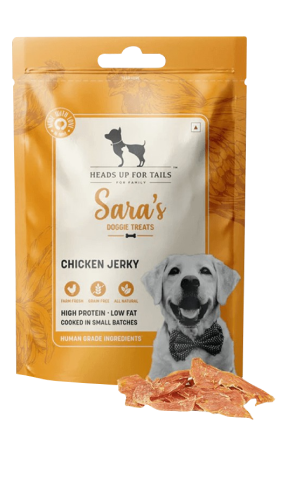 HEADS UP FOR TAILS
FOR FAMILY
Sara's
DOGGIE TREATS
CHICKEN JERKY
FARM FRESH
GRAIN FREE
ALL NATURAL
HIGH PROTEIN • LOW FAT
COOKED IN SMALL BATCHES
HUMAN GRADE INGREDIENTS